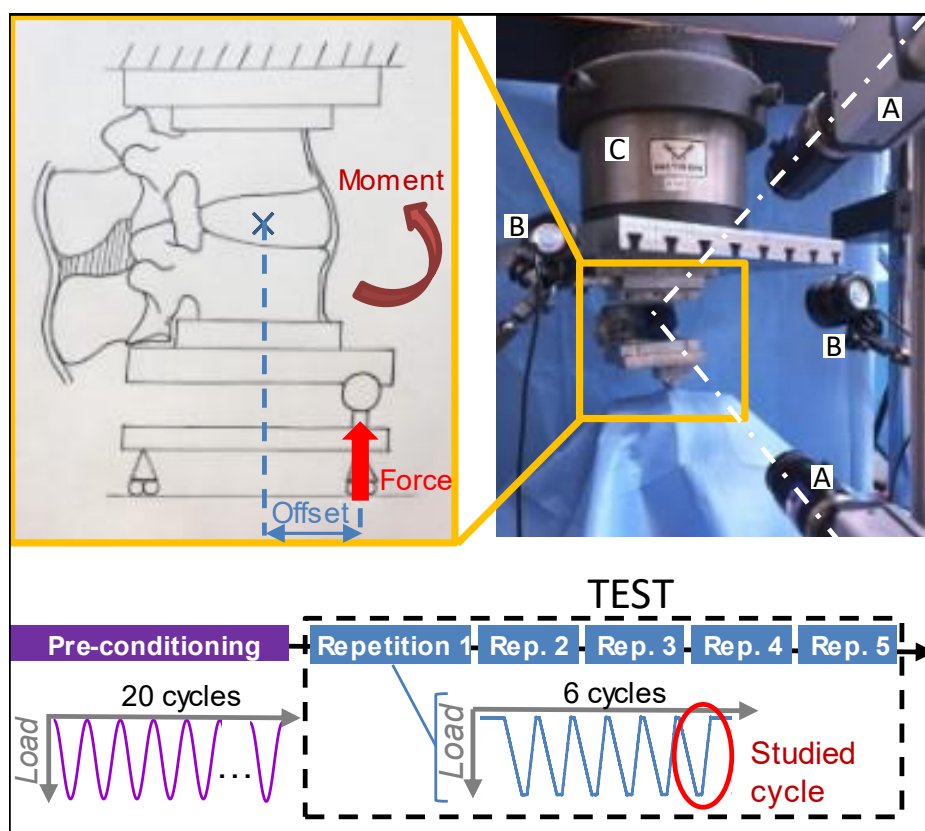 Moment
Force
Offset
A
C
B
B
A
TEST
Pre-conditioning
Repetition 1
Rep. 2
Rep. 3
Rep. 4
Rep. 5
20 cycles
Load
...
6 cycles
Load
Studied
cycle